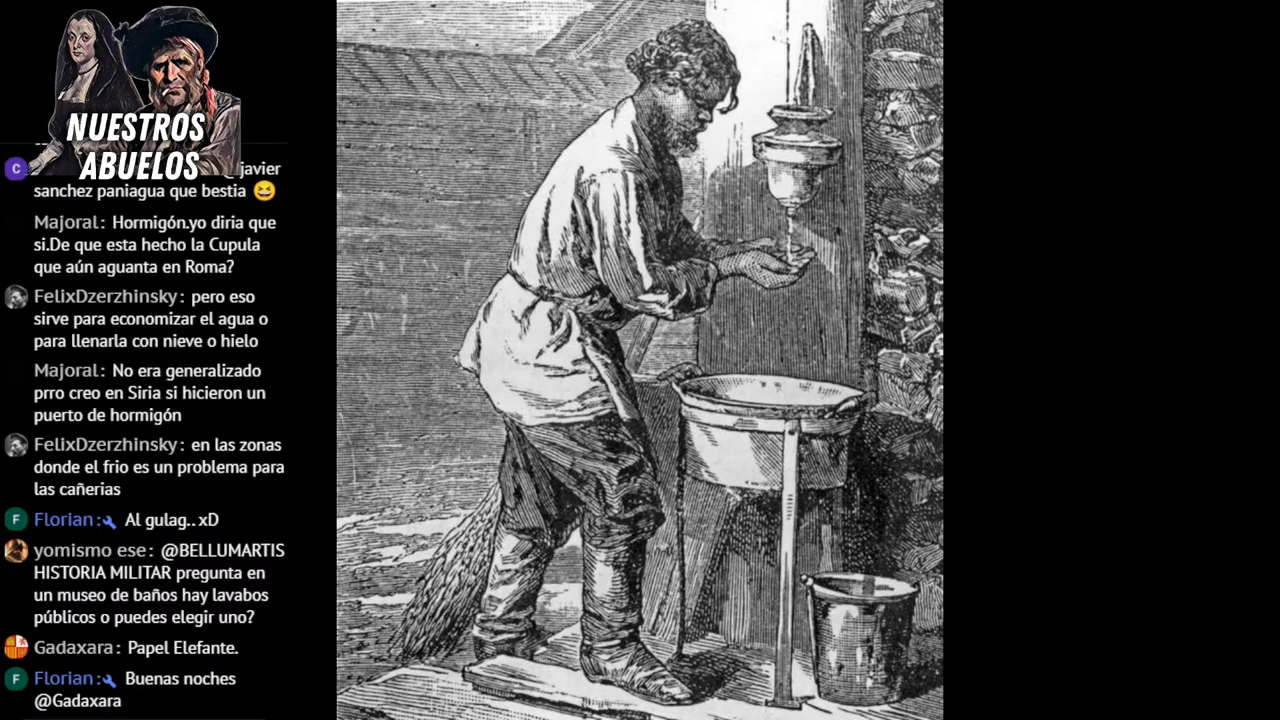 NUESTROS
ABUELOS
javier
sanchez paniagua que bestia 😆
Majoral: Hormigón.yo diria que
si.De que esta hecho la Cupula
que aún aguanta en Roma?
FelixDzerzhinsky: pero eso
sirve para economizar el agua o
para llenarla con nieve o hielo
Majoral: No era generalizado
prro creo en Siria si hicieron un
puerto de hormigón
FelixDzerzhinsky: en las zonas
donde el frio es un problema para
las cañerias
F Florian: Al gulag.. xD
yomismo ese: @BELLUMARTIS
HISTORIA MILITAR pregunta en
un museo de baños hay lavabos
públicos o puedes elegir uno?
Gadaxara: Papel Elefante.
F Florian: Buenas noches
@Gadaxara